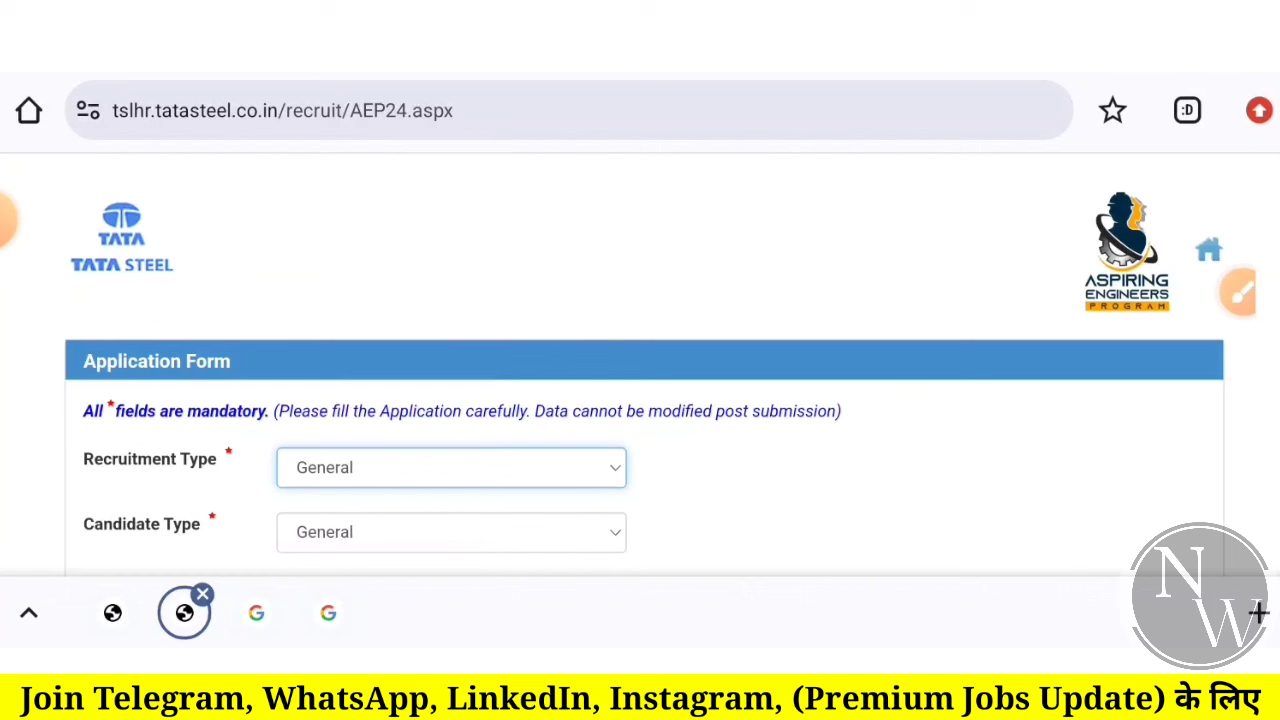 :D
tslhr.tatasteel.co.in/recruit/AEP24.aspx
TATA
TATA STEEL
ASPIRING
ENGINEERS
PROGRAM
Application Form
All *fields are mandatory. (Please fill the Application carefully. Data cannot be modified post submission)
Recruitment Type * General
Candidate Type * General
G G
NW
Join Telegram, WhatsApp, LinkedIn, Instagram, (Premium Jobs Update) के लिए